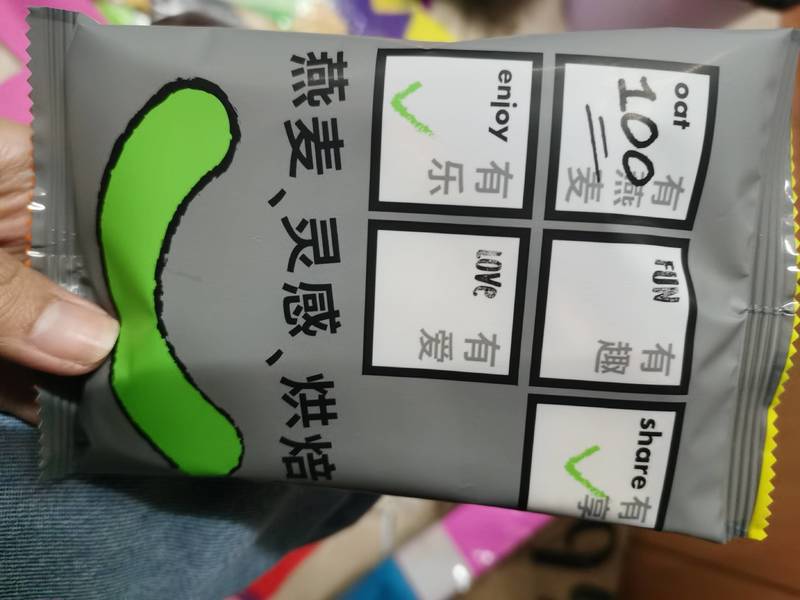 oat
100
有燕麦
FUN
有趣
share
有享
enjoy
有乐
LOVE
有爱
燕麦、灵感、烘焙